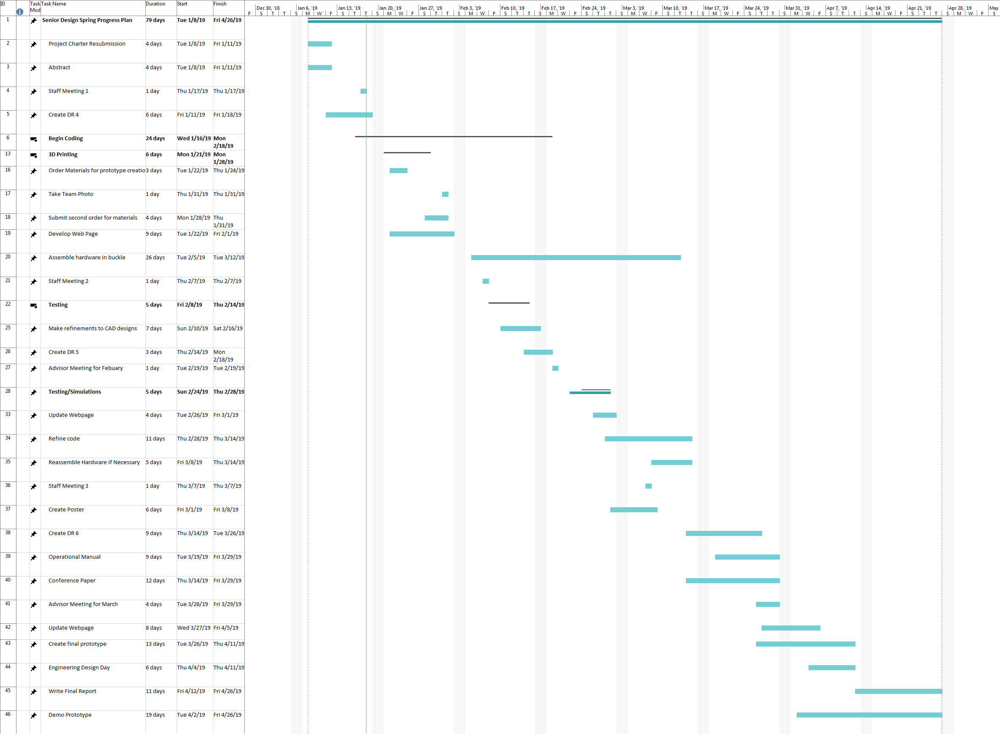 ID Task Mod Task Name Duration Start Finish
Dec 30, '18 Jan 6, '19 Jan 13, '19 Jan 20, '19 Jan 27, '19 Feb 3, '19 Feb 10, '19 Feb 17, '19 Feb 24, '19 Mar 3, '19 Mar 10, '19 Mar 17, '19 Mar 24, '19 Mar 31, '19 Apr 7, '19 Apr 14, '19 Apr 21, '19 Apr 28, '19 May
F S T T S M W F S T T S M W F S T T S M W F S T T S M W F S T T S M W F S T T S M W F S T T S M W F S T T S M W F S T T S M W F S
1 Senior Design Spring Progress Plan 79 days Tue 1/8/19 Fri 4/26/19
2 Project Charter Resubmission 4 days Tue 1/8/19 Fri 1/11/19
3 Abstract 4 days Tue 1/8/19 Fri 1/11/19
4 Staff Meeting 1 1 day Thu 1/17/19 Thu 1/17/19
5 Create DR 4 6 days Fri 1/11/19 Fri 1/18/19
6 Begin Coding 24 days Wed 1/16/19 Mon 2/18/19
13 3D Printing 6 days Mon 1/21/19 Mon 1/28/19
16 Order Materials for prototype creatio 3 days Tue 1/22/19 Thu 1/24/19
17 Take Team Photo 1 day Thu 1/31/19 Thu 1/31/19
18 Submit second order for materials 4 days Mon 1/28/19 Thu 1/31/19
19 Develop Web Page 9 days Tue 1/22/19 Fri 2/1/19
20 Assemble hardware in buckle 26 days Tue 2/5/19 Tue 3/12/19
21 Staff Meeting 2 1 day Thu 2/7/19 Thu 2/7/19
22 Testing 5 days Fri 2/8/19 Thu 2/14/19
25 Make refinements to CAD designs 7 days Sun 2/10/19 Sat 2/16/19
26 Create DR 5 3 days Thu 2/14/19 Mon 2/18/19
27 Advisor Meeting for Febuary 1 day Tue 2/19/19 Tue 2/19/19
28 Testing/Simulations 5 days Sun 2/24/19 Thu 2/28/19
33 Update Webpage 4 days Tue 2/26/19 Fri 3/1/19
34 Refine code 11 days Thu 2/28/19 Thu 3/14/19
35 Reassemble Hardware if Necessary 5 days Fri 3/8/19 Thu 3/14/19
36 Staff Meeting 3 1 day Thu 3/7/19 Thu 3/7/19
37 Create Poster 6 days Fri 3/1/19 Fri 3/8/19
38 Create DR 6 9 days Thu 3/14/19 Tue 3/26/19
39 Operational Manual 9 days Tue 3/19/19 Fri 3/29/19
40 Conference Paper 12 days Thu 3/14/19 Fri 3/29/19
41 Advisor Meeting for March 4 days Tue 3/26/19 Fri 3/29/19
42 Update Webpage 8 days Wed 3/27/19 Fri 4/5/19
43 Create final prototype 13 days Tue 3/26/19 Thu 4/11/19
44 Engineering Design Day 6 days Thu 4/4/19 Thu 4/11/19
45 Write Final Report 11 days Fri 4/12/19 Fri 4/26/19
46 Demo Prototype 19 days Tue 4/2/19 Fri 4/26/19